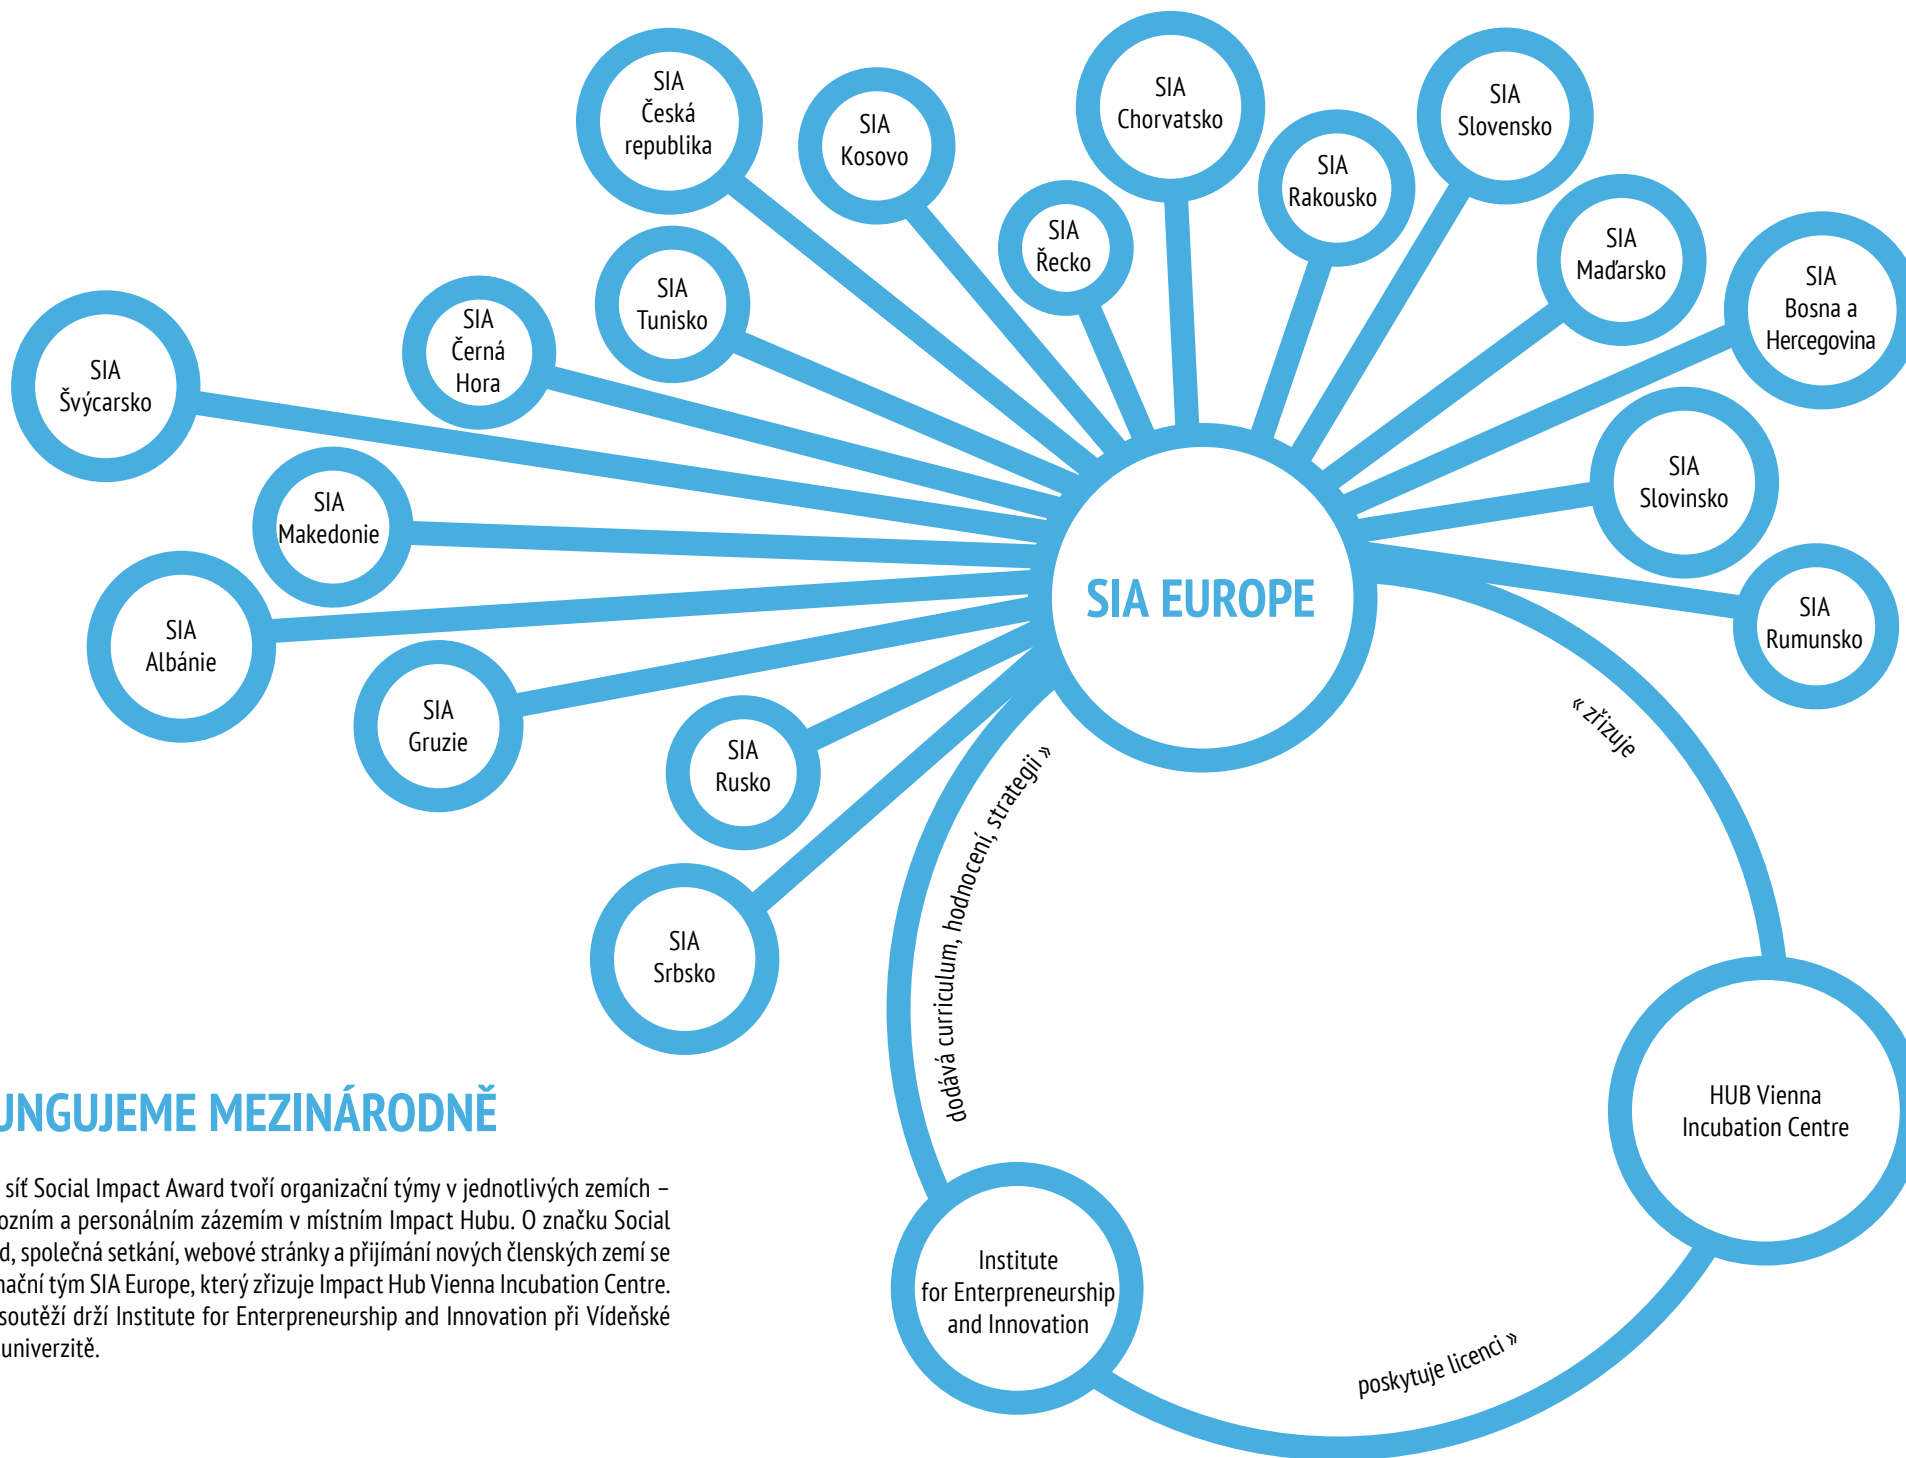 SIA
Česká
republika
SIA
Kosovo
SIA
Chorvatsko
SIA
Slovensko
SIA
Rakousko
SIA
Řecko
SIA
Maďarsko
SIA
Bosna a
Hercegovina
SIA
Tunisko
SIA
Černá
Hora
SIA
Švýcarsko
SIA
Makedonie
SIA
Slovinsko
SIA EUROPE
SIA
Rumunsko
SIA
Albánie
SIA
Gruzie
SIA
Rusko
SIA
Srbsko
« zřizuje
dodává curriculum, hodnocení, strategii »
HUB Vienna
Incubation Centre
Institute
for Enterpreneurship
and Innovation
poskytuje licenci »
UNGUJEME MEZINÁRODNĚ
síť Social Impact Award tvoří organizační týmy v jednotlivých zemích –
ozním a personálním zázemím v místním Impact Hubu. O značku Social
d, společná setkání, webové stránky a přijímání nových členských zemí se
nační tým SIA Europe, který zřizuje Impact Hub Vienna Incubation Centre.
soutěží drží Institute for Enterpreneurship and Innovation při Vídeňské
univerzitě.